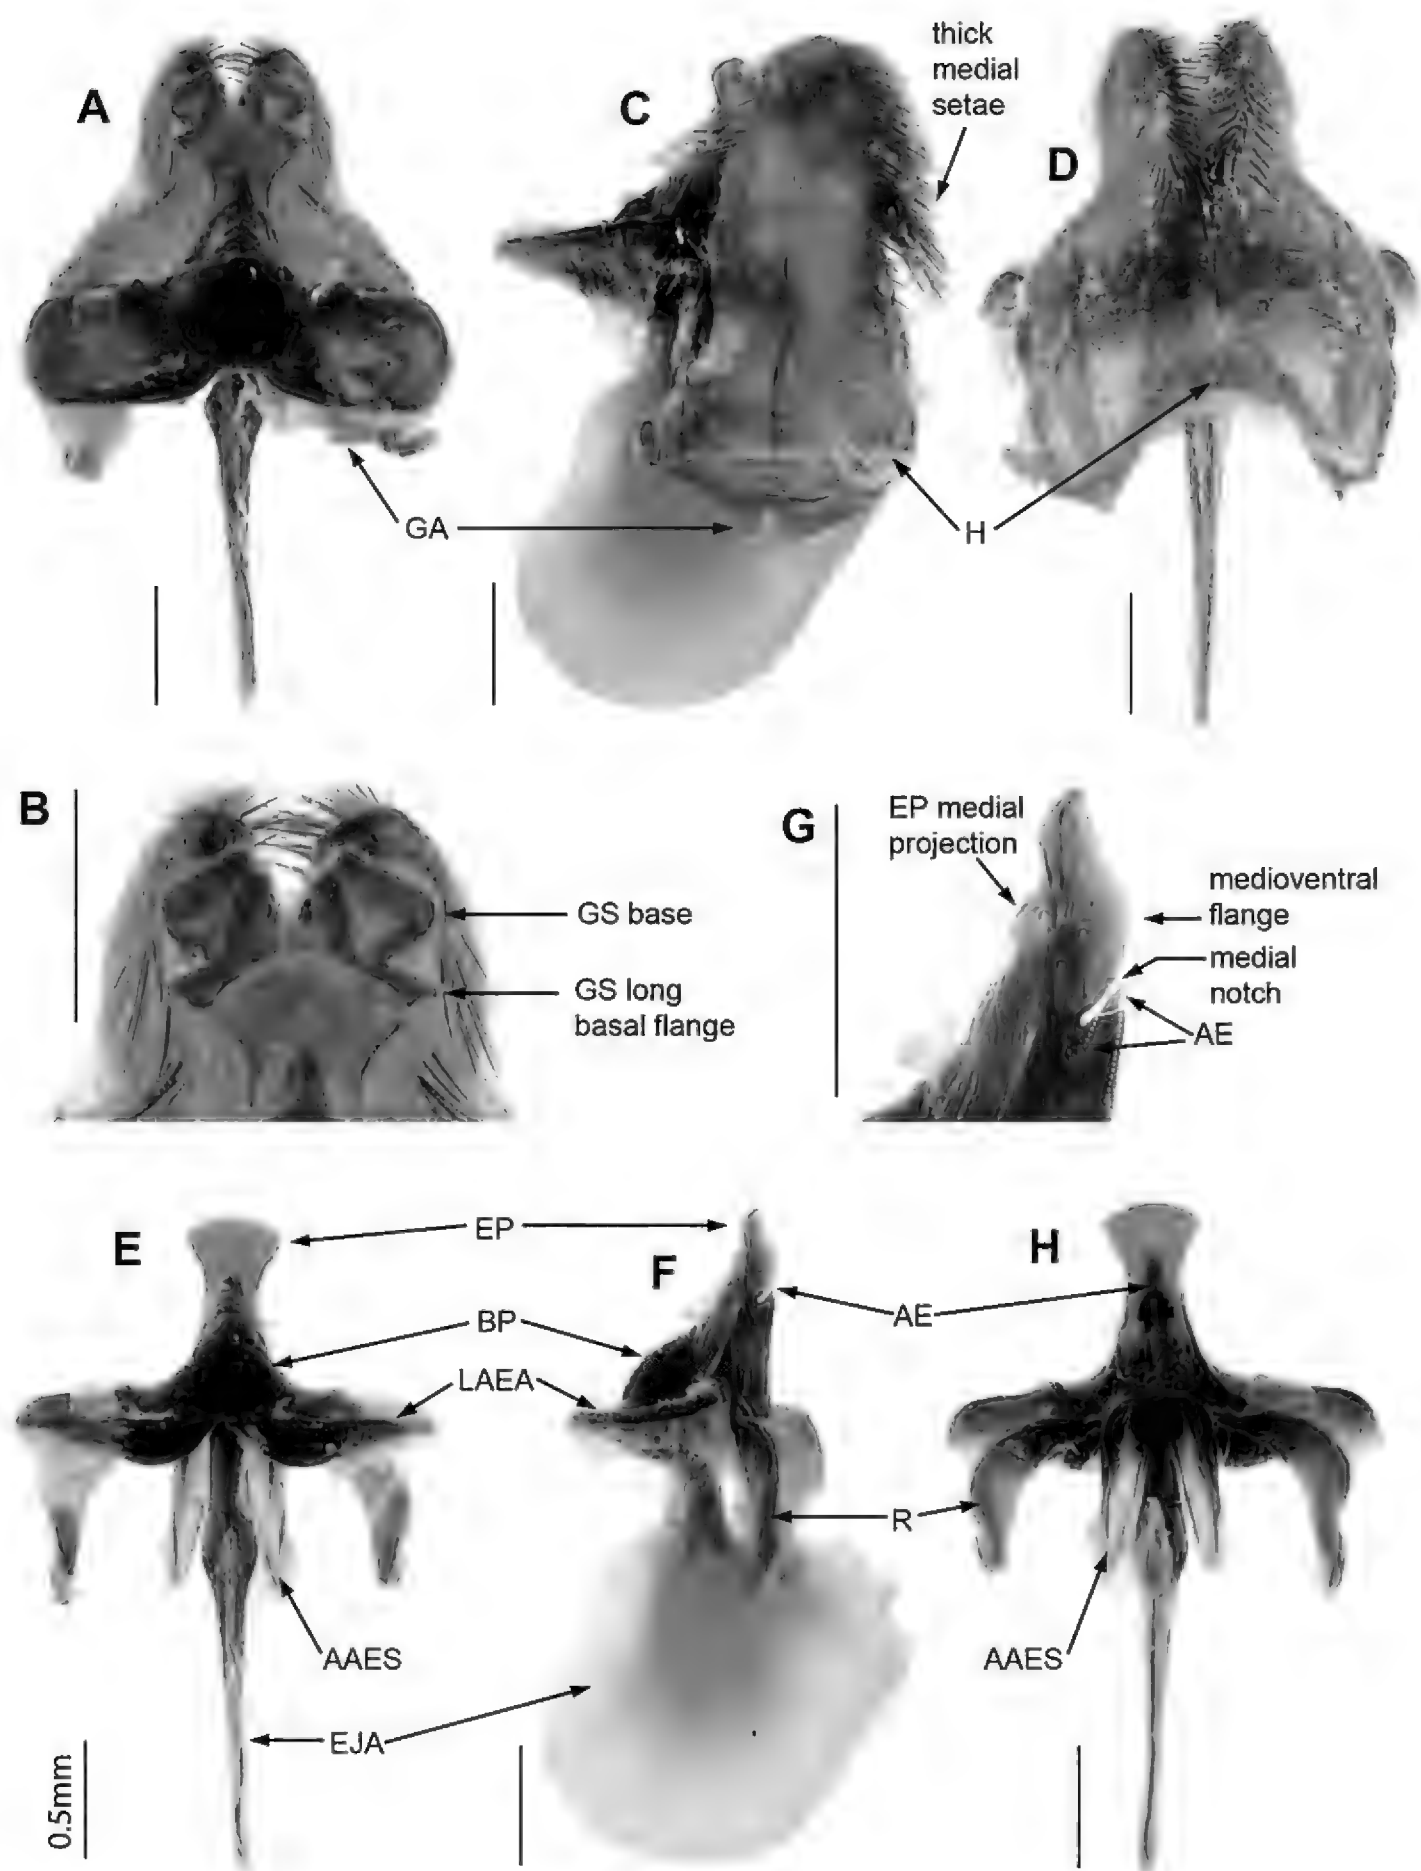 A
C
thick
medial
setae
D
GA
H
B
GS base
GS long
basal flange
G
EP medial
projection
medioventral
flange
medial
notch
AE
E
EP
F
H
BP
AE
LAEA
R
AAES
AAES
EJA
0.5mm